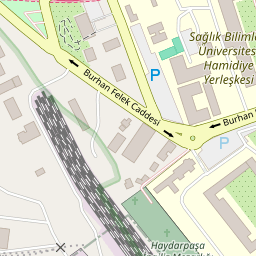 Sağlık Bilimle
Üniversites
Hamidiye
Yerleşkesi
P
Burhan Felek Caddesi
Burhan
P
Haydarpaşa